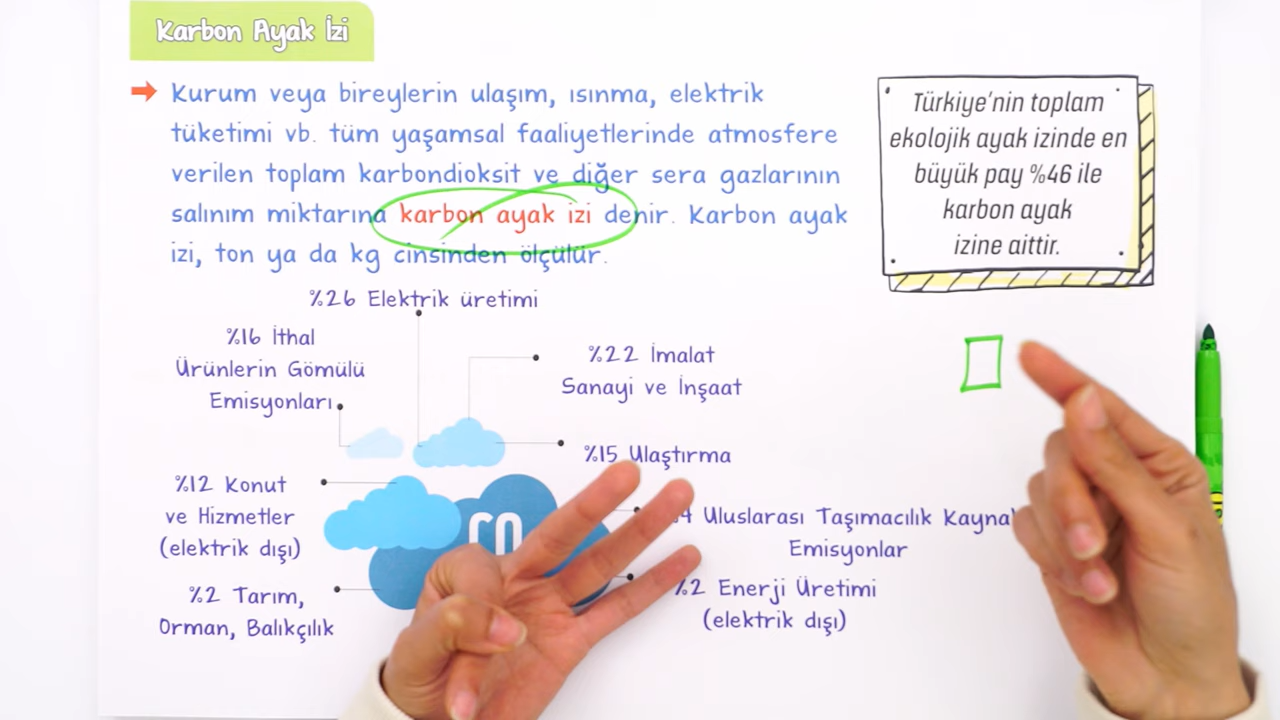 Karbon Ayak İzi
Kurum veya bireylerin ulaşım, ısınma, elektrik
tüketimi vb. tüm yaşamsal faaliyetlerinde atmosfere
verilen toplam karbondioksit ve diğer sera gazlarının
salınım miktarına karbon ayak izi denir. Karbon ayak
izi, ton ya da kg cinsinden ölçülür.
Türkiye'nin toplam
ekolojik ayak izinde en
büyük pay %46 ile
karbon ayak
izine aittir.
%26 Elektrik üretimi
%16 İthal
Ürünlerin Gömülü
Emisyonları
%22 İmalat
Sanayi ve İnşaat
%15 Ulaştırma
%12 Konut
ve Hizmetler
(elektrik dışı)
CO
Uluslarası Taşımacılık
Emisyonlar
%2 Tarım,
Orman, Balıkçılık
%2 Enerji Üretimi
(elektrik dışı)